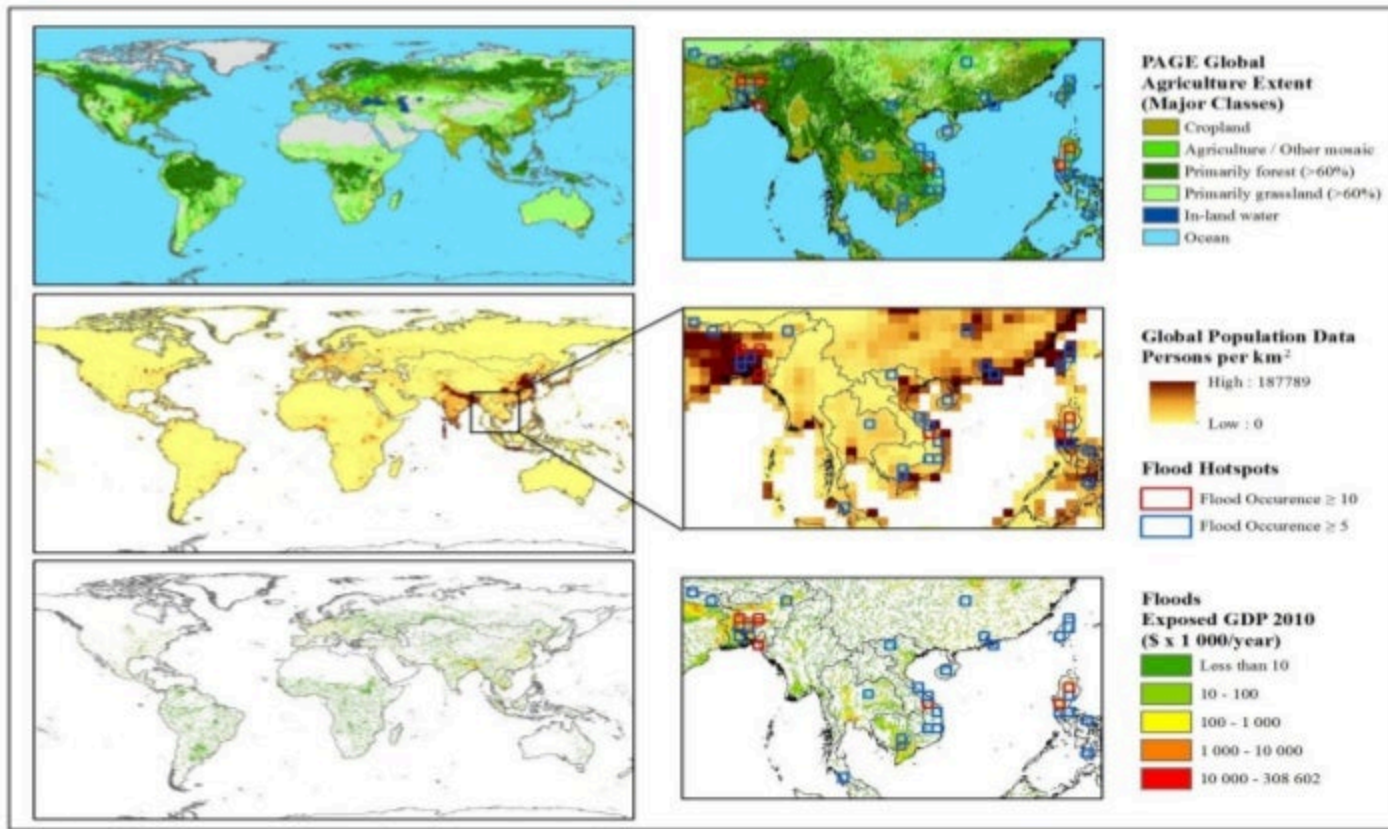 PAGE Global
Agriculture Extent
(Major Classes)
Cropland
Agriculture / Other mosaic
Primarily forest (>60%)
Primarily grassland (>60%)
In-land water
Ocean
Global Population Data
Persons per km²
High : 187789
Low : 0
Flood Hotspots
Flood Occurence ≥ 10
Flood Occurence ≥ 5
Floods
Exposed GDP 2010
($ x 1 000/year)
Less than 10
10 - 100
100 - 1 000
1 000 - 10 000
10 000 - 308 602